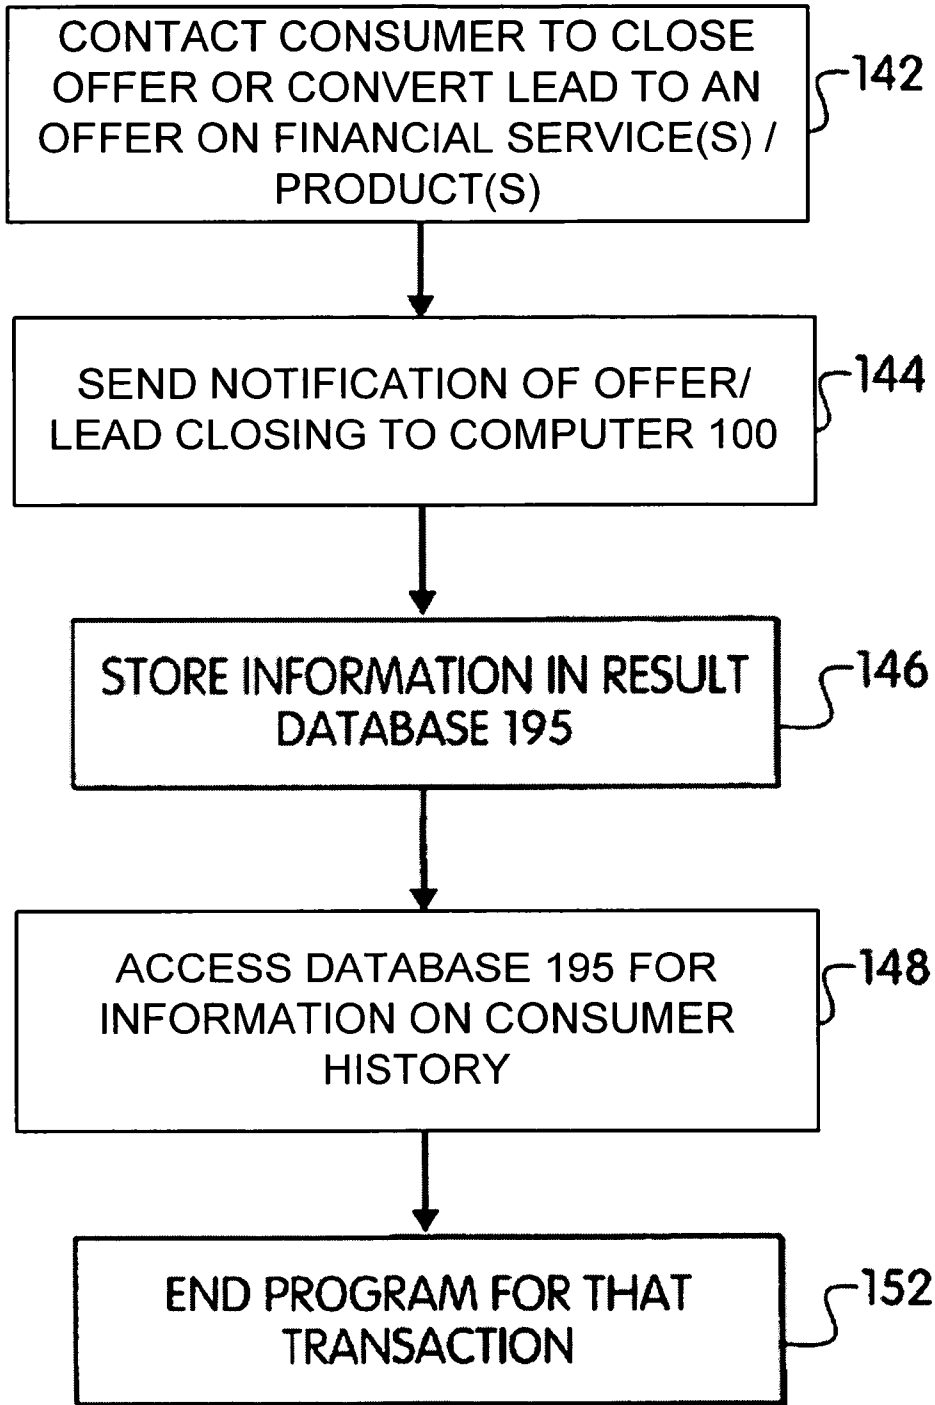 CONTACT CONSUMER TO CLOSE
OFFER OR CONVERT LEAD TO AN
OFFER ON FINANCIAL SERVICE(S) /
PRODUCT(S)
142
SEND NOTIFICATION OF OFFER/
LEAD CLOSING TO COMPUTER 100
144
STORE INFORMATION IN RESULT
DATABASE 195
146
ACCESS DATABASE 195 FOR
INFORMATION ON CONSUMER
HISTORY
148
END PROGRAM FOR THAT
TRANSACTION
152